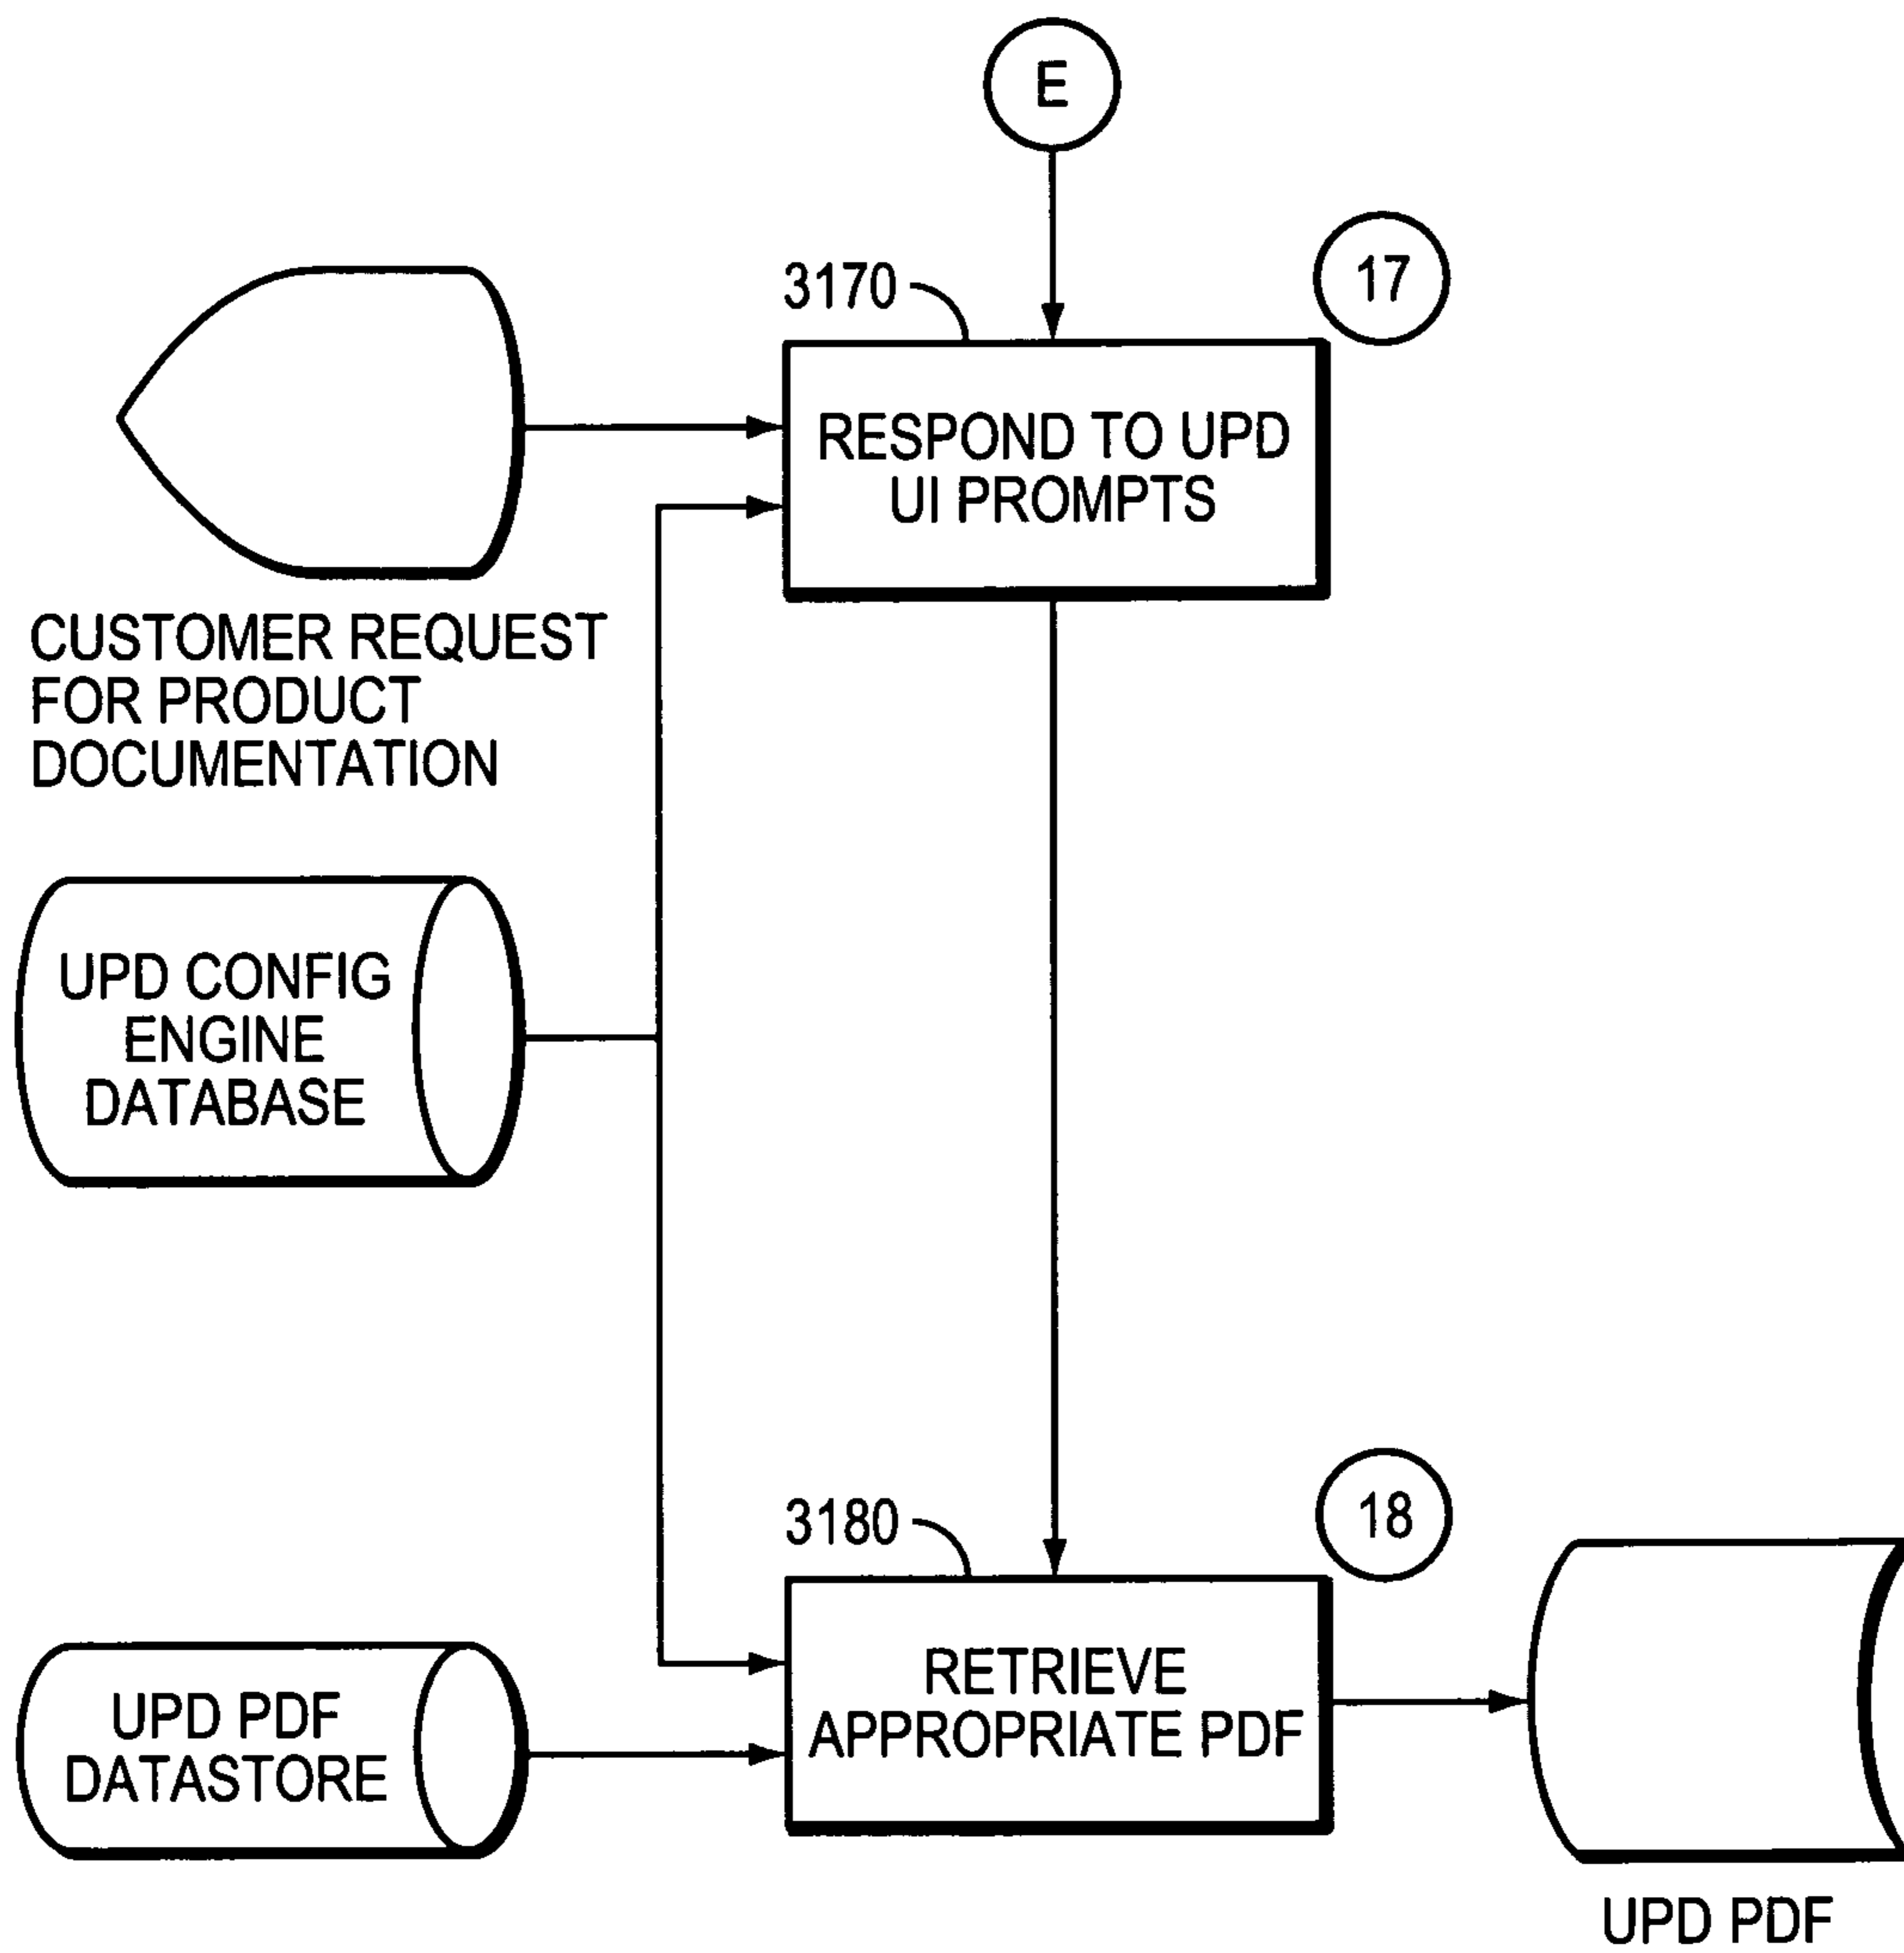 E
17
3170
RESPOND TO UPD
UI PROMPTS
CUSTOMER REQUEST
FOR PRODUCT
DOCUMENTATION
UPD CONFIG
ENGINE
DATABASE
18
3180
RETRIEVE
APPROPRIATE PDF
UPD PDF
DATASTORE
UPD PDF